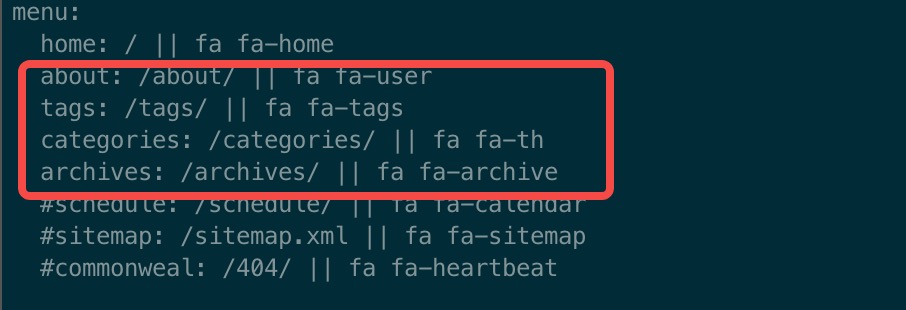 menu:
  home: / || fa fa-home
  about: /about/ || fa fa-user
  tags: /tags/ || fa fa-tags
  categories: /categories/ || fa fa-th
  archives: /archives/ || fa fa-archive
  #schedule: /schedule/ || fa fa-calendar
  #sitemap: /sitemap.xml || fa fa-sitemap
  #commonweal: /404/ || fa fa-heartbeat